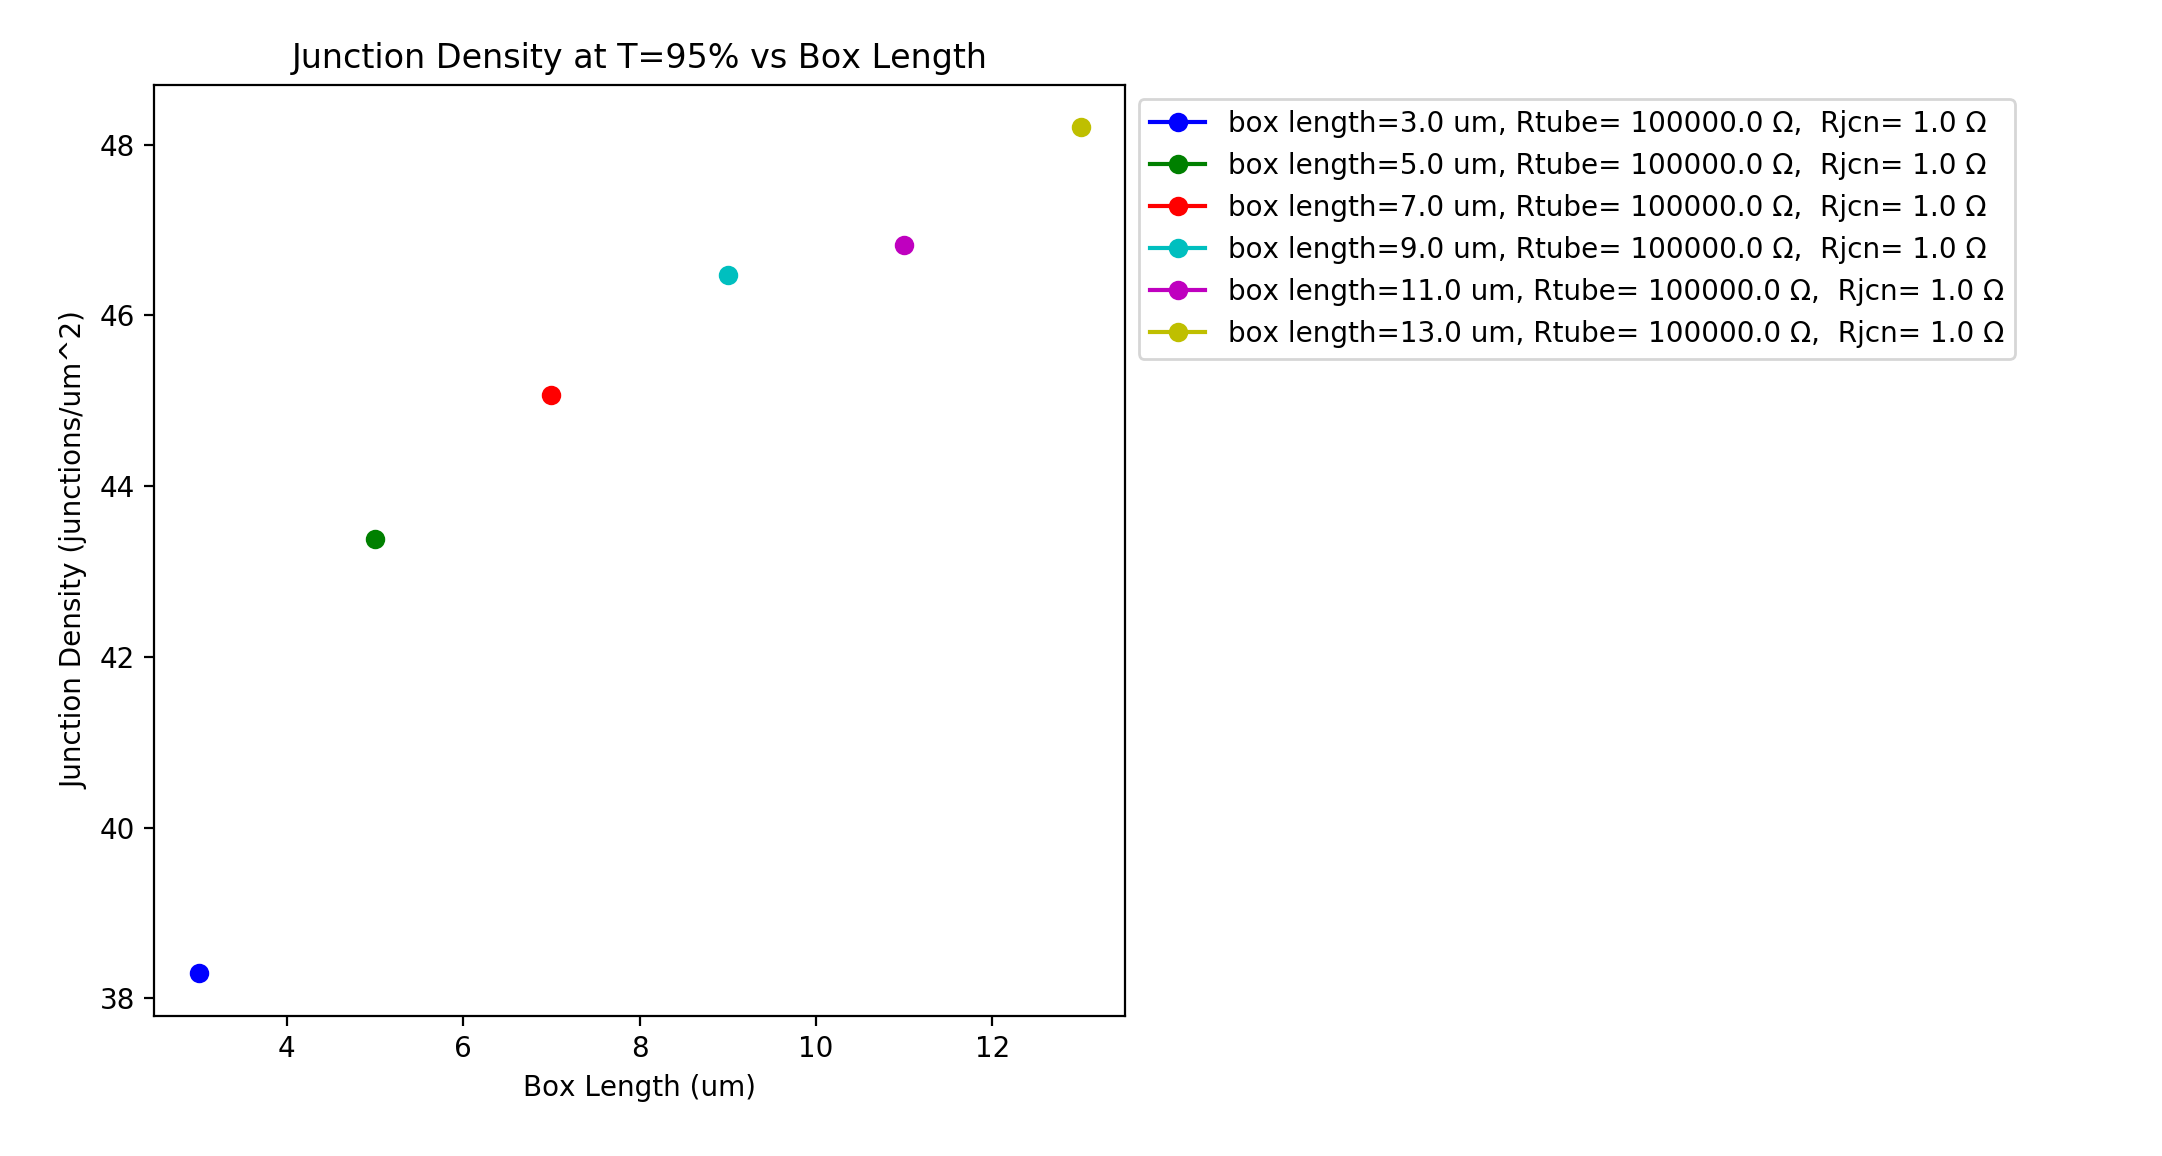 Junction Density at T=95% vs Box Length
Junction Density (junctions/um^2)
48
46
44
42
40
38
4
6
8
10
12
Box Length (um)
box length=3.0 um, Rtube= 100000.0 Ω,  Rjcn= 1.0 Ω
box length=5.0 um, Rtube= 100000.0 Ω,  Rjcn= 1.0 Ω
box length=7.0 um, Rtube= 100000.0 Ω,  Rjcn= 1.0 Ω
box length=9.0 um, Rtube= 100000.0 Ω,  Rjcn= 1.0 Ω
box length=11.0 um, Rtube= 100000.0 Ω,  Rjcn= 1.0 Ω
box length=13.0 um, Rtube= 100000.0 Ω,  Rjcn= 1.0 Ω